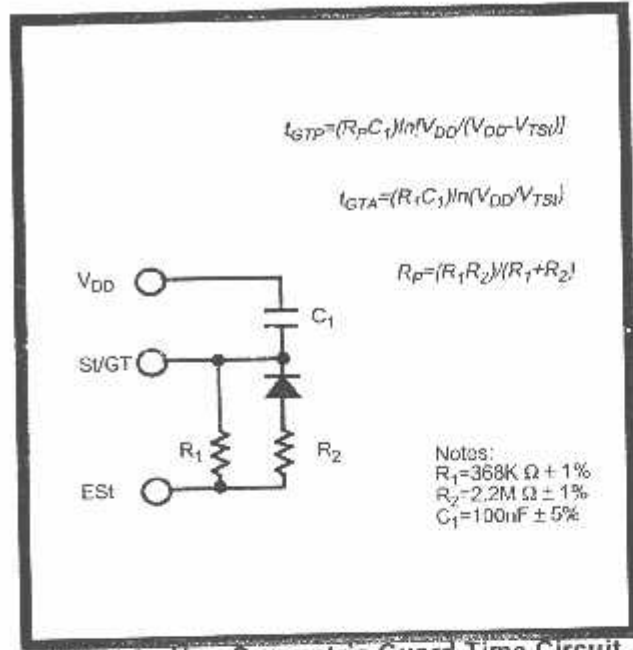 t_GTP=(R_PC_1)ln[V_DD/(V_DD-V_TSt)]
t_GTA=(R_1C_1)ln(V_DD/V_TSt)
R_P=(R_1R_2)/(R_1+R_2)
V_DD
C_1
St/GT
R_1
R_2
ESt
Notes:
R_1=368K Ω ± 1%
R_2=2.2M Ω ± 1%
C_1=100nF ± 5%
Guard Time Circuit